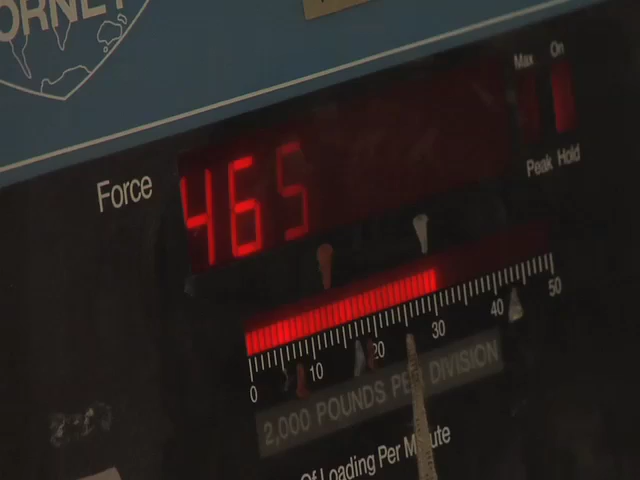 ORNEY
Max On
Force 465
Peak Hold
0 10 20 30 40 50
2,000 POUNDS PER DIVISION
Of Loading Per Minute